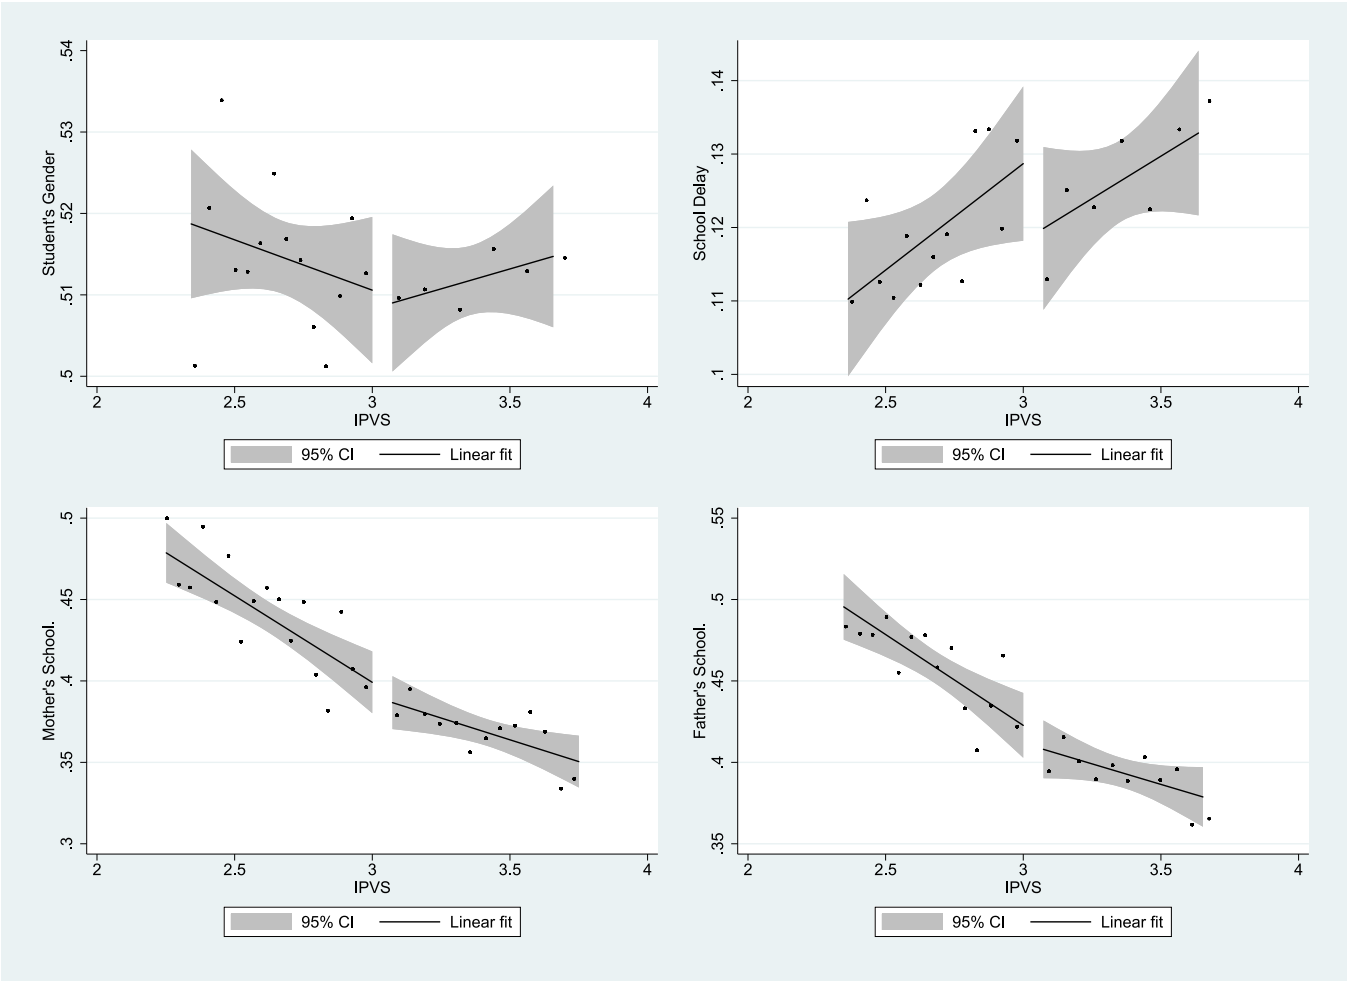 Student's Gender
.54
.53
.52
.51
.5
2 2.5 3 3.5 4
IPVS
95% CI Linear fit
School Delay
.14
.13
.12
.11
.1
2 2.5 3 3.5 4
IPVS
95% CI Linear fit
Mother's School.
.5
.45
.4
.35
.3
2 2.5 3 3.5 4
IPVS
95% CI Linear fit
Father's School.
.55
.5
.45
.4
.35
2 2.5 3 3.5 4
IPVS
95% CI Linear fit